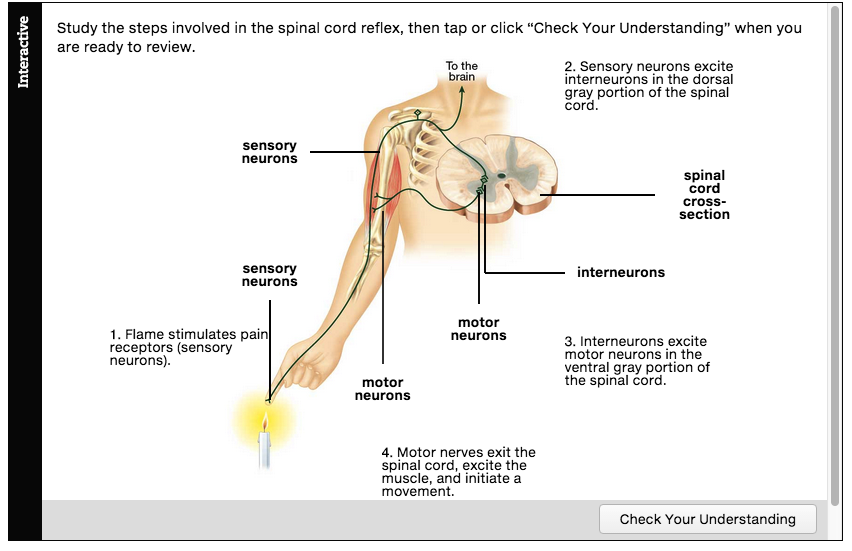 Interactive
Study the steps involved in the spinal cord reflex, then tap or click “Check Your Understanding” when you
are ready to review.
To the
brain
2. Sensory neurons excite
interneurons in the dorsal
gray portion of the spinal
cord.
sensory
neurons
spinal
cord
cross-
section
sensory
neurons
interneurons
motor
neurons
1. Flame stimulates pain
receptors (sensory
neurons).
3. Interneurons excite
motor neurons in the
ventral gray portion of
the spinal cord.
motor
neurons
4. Motor nerves exit the
spinal cord, excite the
muscle, and initiate a
movement.
Check Your Understanding